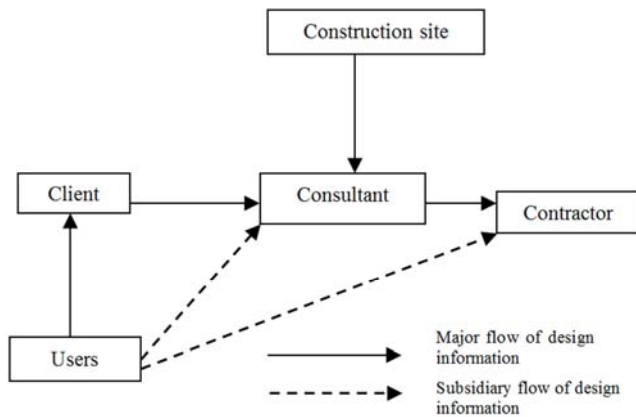 Construction site
Client
Consultant
Contractor
Users
Major flow of design
information
Subsidiary flow of design
information